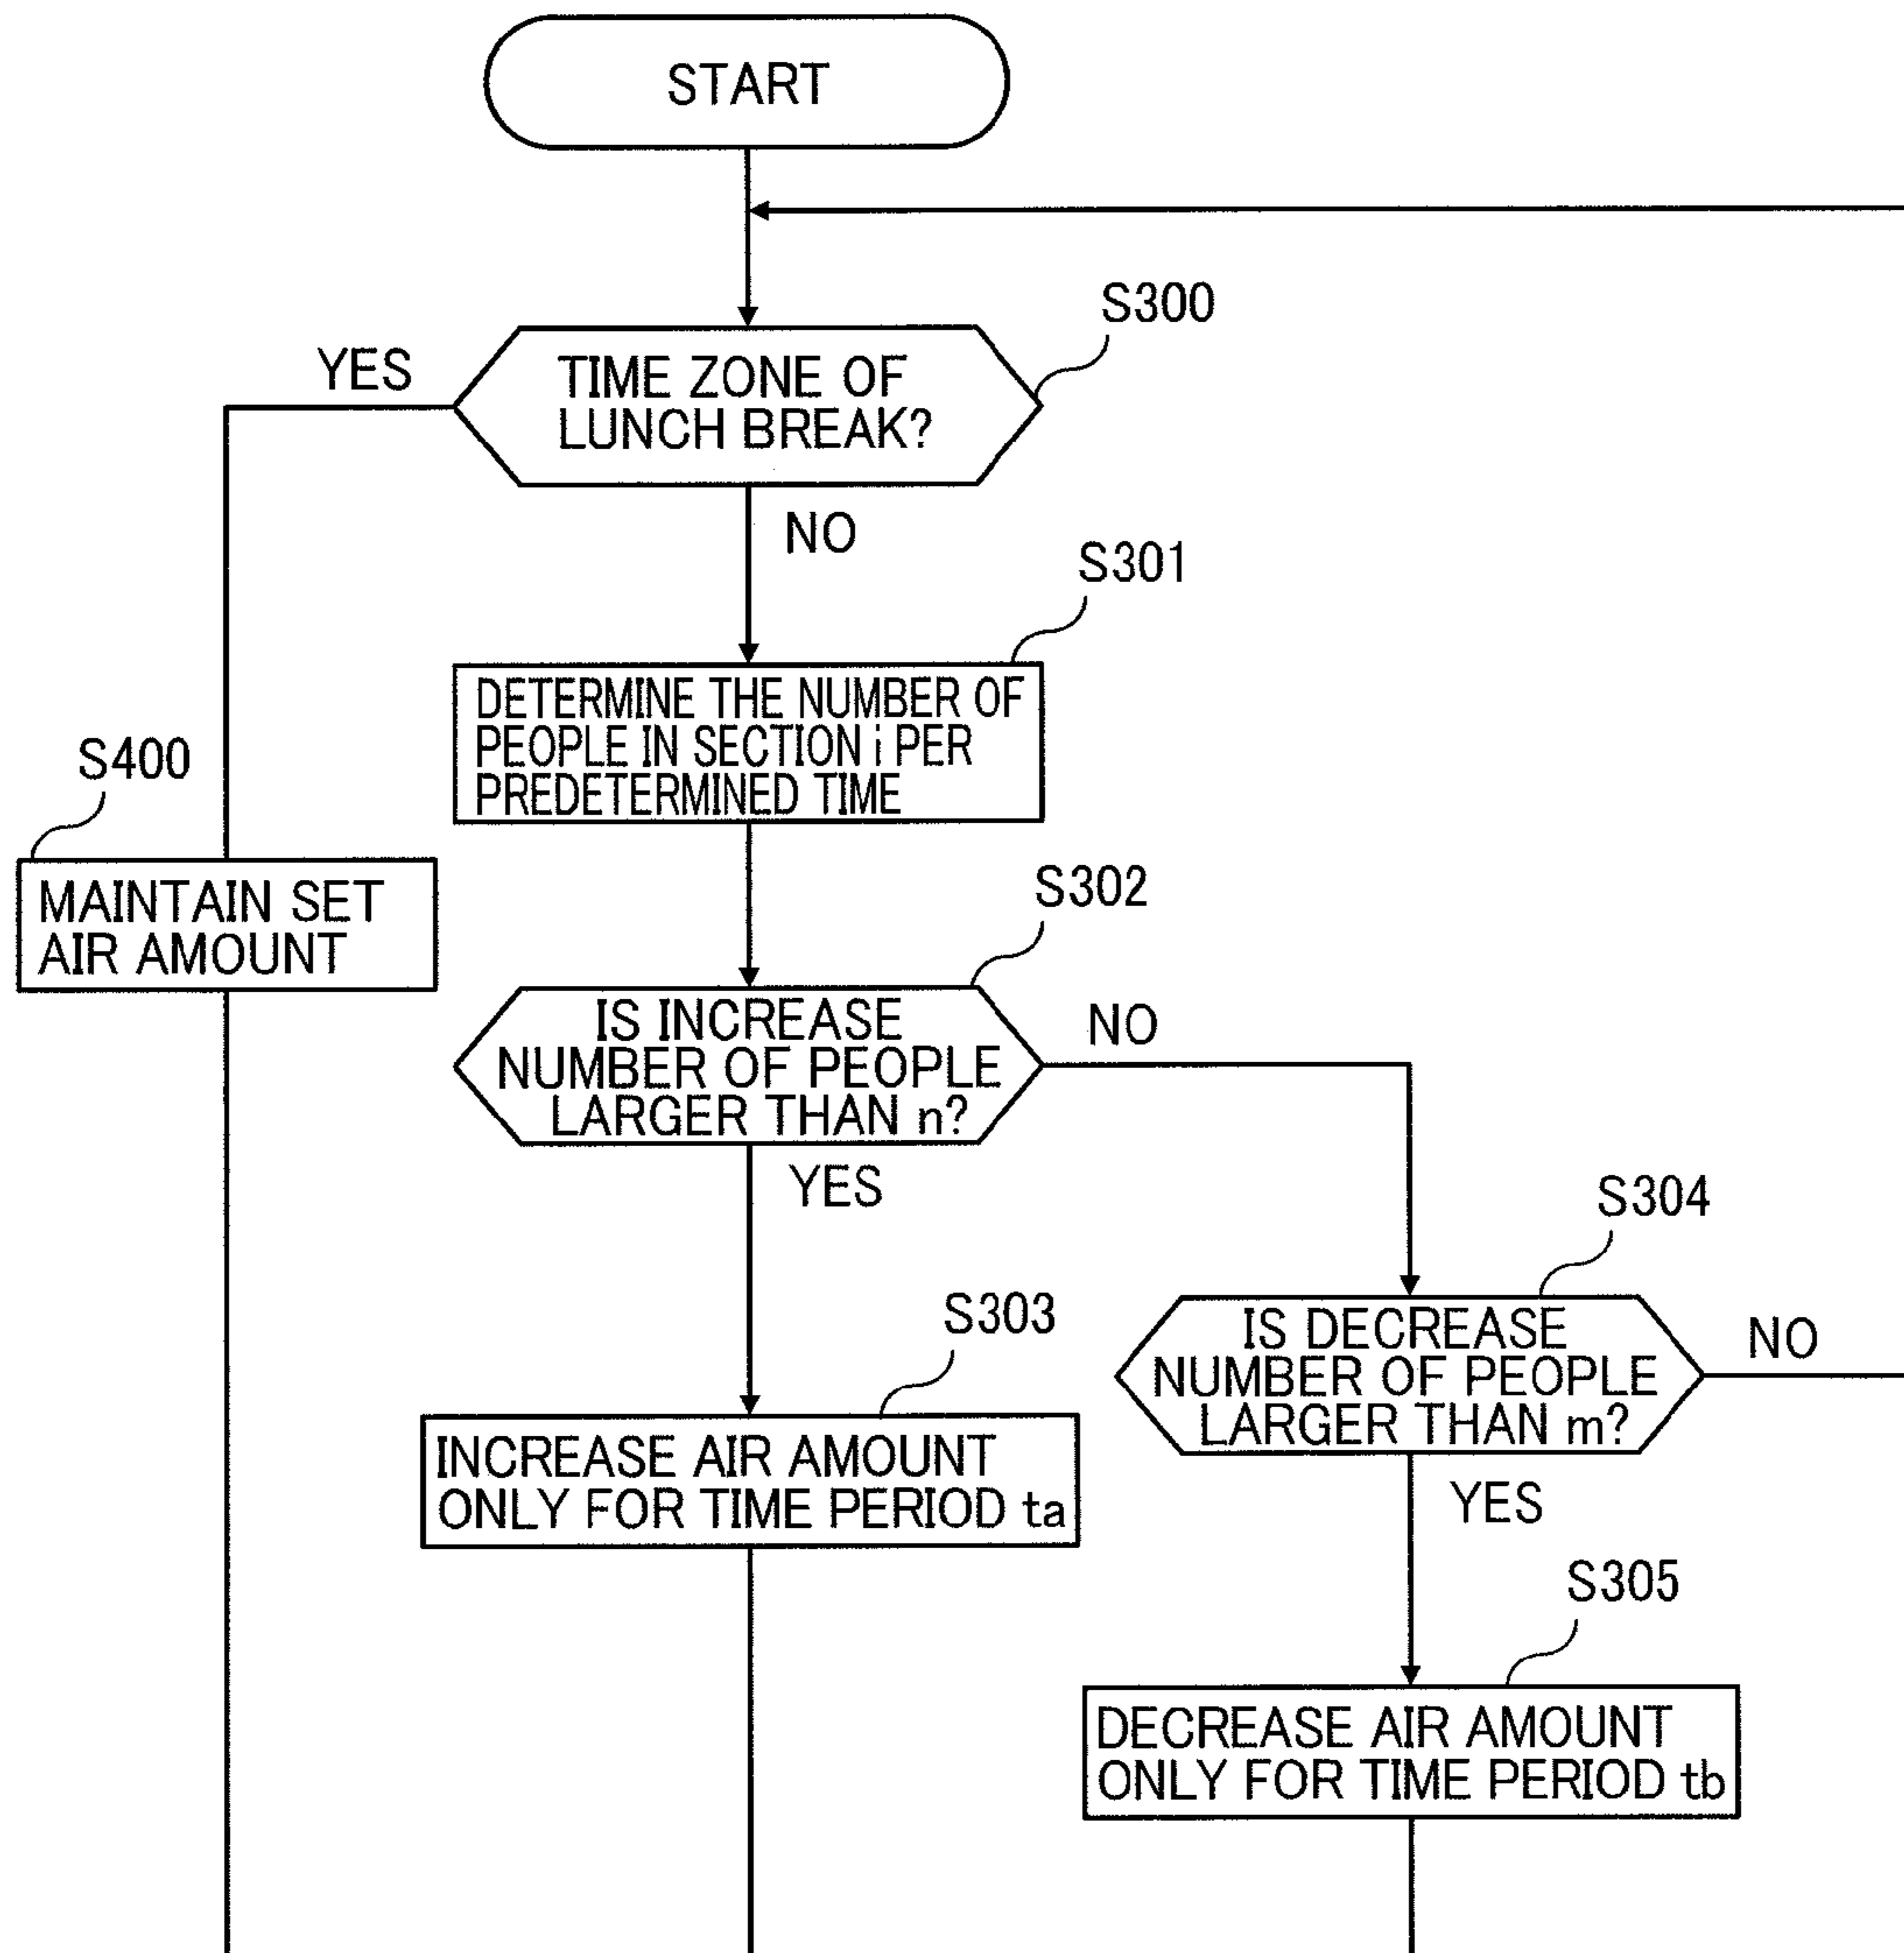 START
S300
YES
TIME ZONE OF
LUNCH BREAK?
NO
S301
DETERMINE THE NUMBER OF
PEOPLE IN SECTION i PER
PREDETERMINED TIME
S400
MAINTAIN SET
AIR AMOUNT
S302
IS INCREASE
NUMBER OF PEOPLE
LARGER THAN n?
NO
YES
S304
IS DECREASE
NUMBER OF PEOPLE
LARGER THAN m?
NO
S303
INCREASE AIR AMOUNT
ONLY FOR TIME PERIOD ta
YES
S305
DECREASE AIR AMOUNT
ONLY FOR TIME PERIOD tb